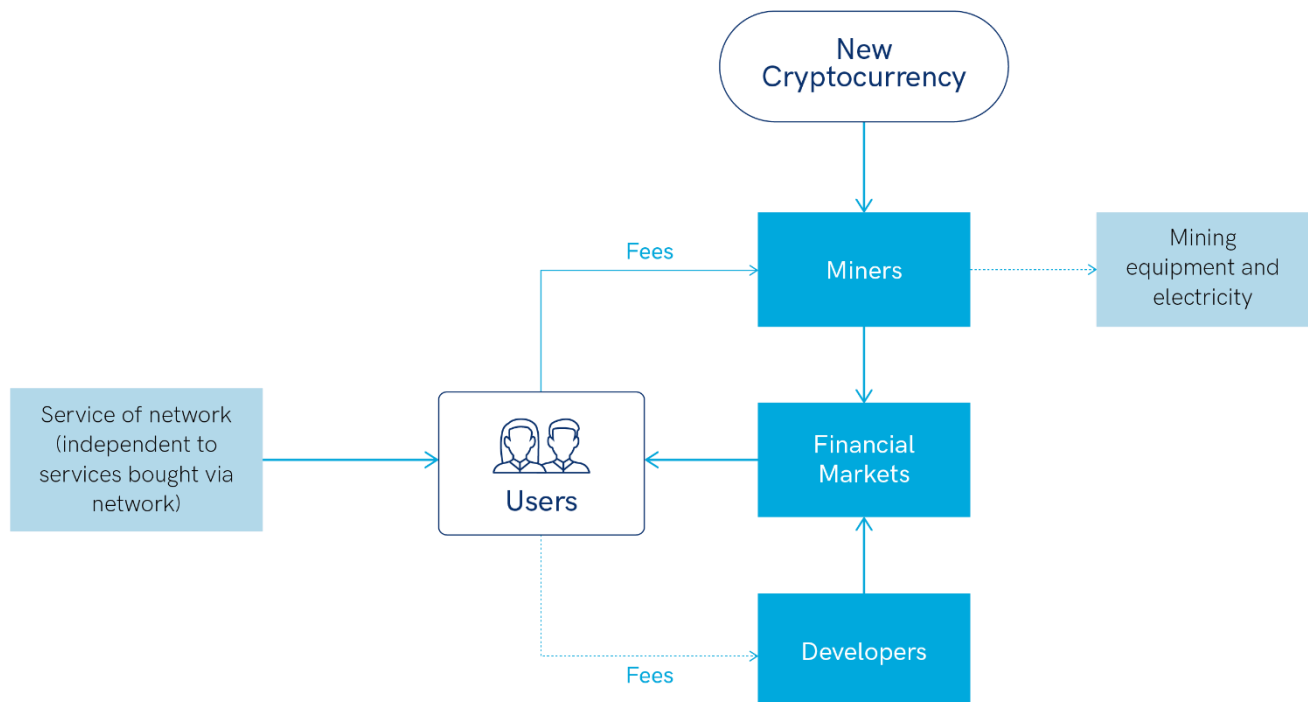 New
Cryptocurrency
Fees
Miners
Mining
equipment and
electricity
Service of network
(independent to
services bought via
network)
Users
Financial
Markets
Fees
Developers